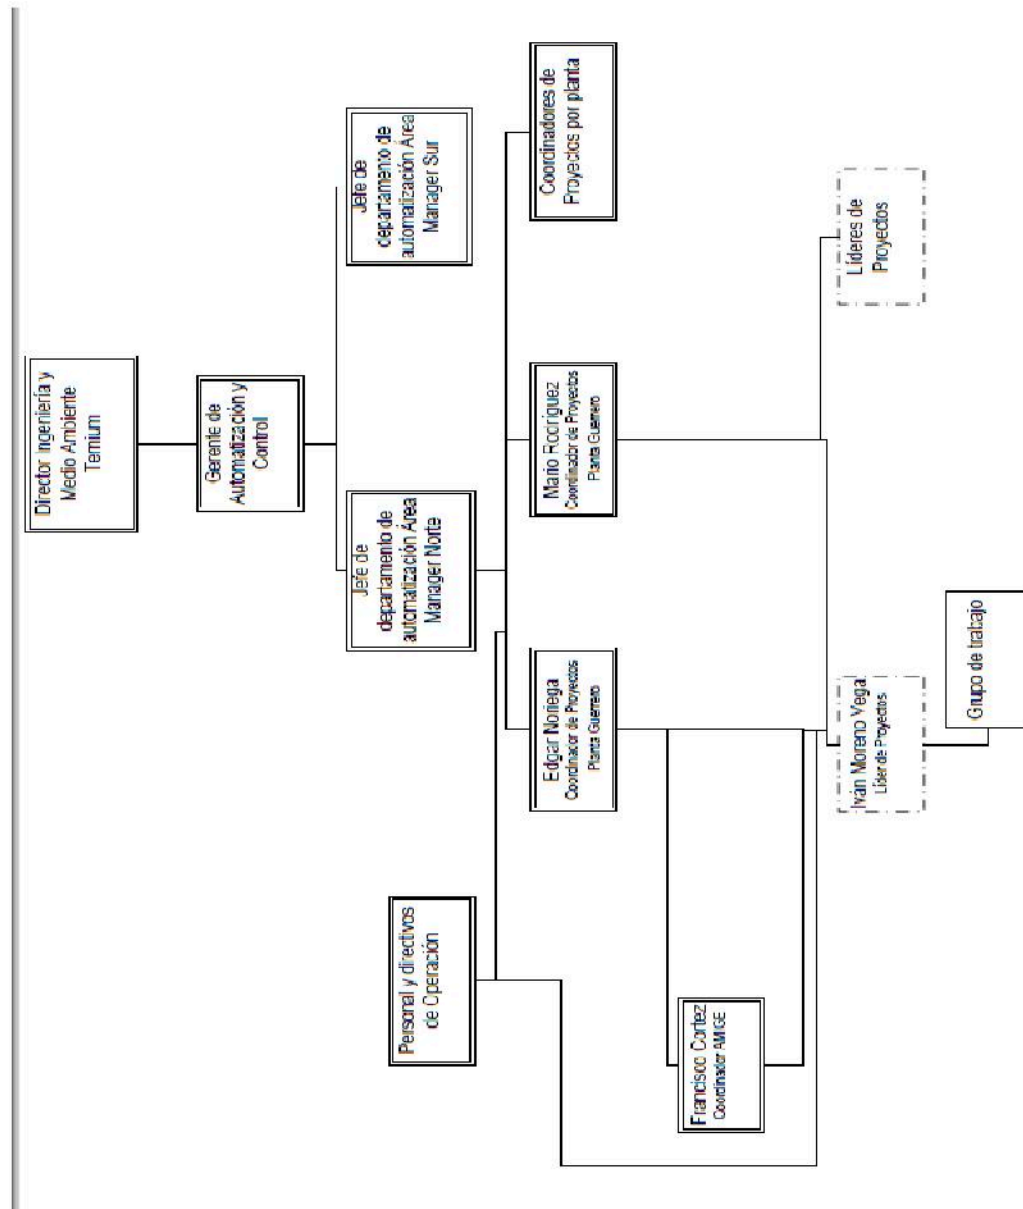 Director Ingeniería y
Medio Ambiente
Ternium
Gerente de
Automatización y
Control
Jefe de
departamento de
automatización Área
Manager Norte
Jefe de
departamento de
automatización Área
Manager Sur
Personal y directivos
de Operación
Edgar Noriega
Coordinador de Proyectos
Planta Guerrero
Mario Rodríguez
Coordinador de Proyectos
Planta Guerrero
Coordinadores de
Proyectos por planta
Francisco Cortez
Coordinador AMIGE
Iván Moreno Vega
Líder de Proyectos
Líderes de
Proyectos
Grupo de trabajo